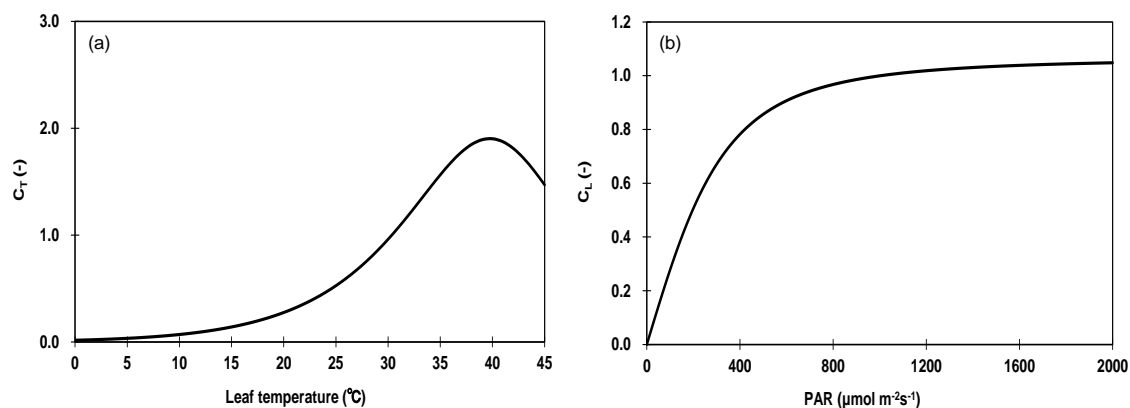 (a)
3.0
2.0
1.0
0.0
C_T (-)
0 5 10 15 20 25 30 35 40 45
Leaf temperature (℃)
(b)
1.2
1.0
0.8
0.6
0.4
0.2
0.0
C_L (-)
0 400 800 1200 1600 2000
PAR (µmol m⁻²s⁻¹)